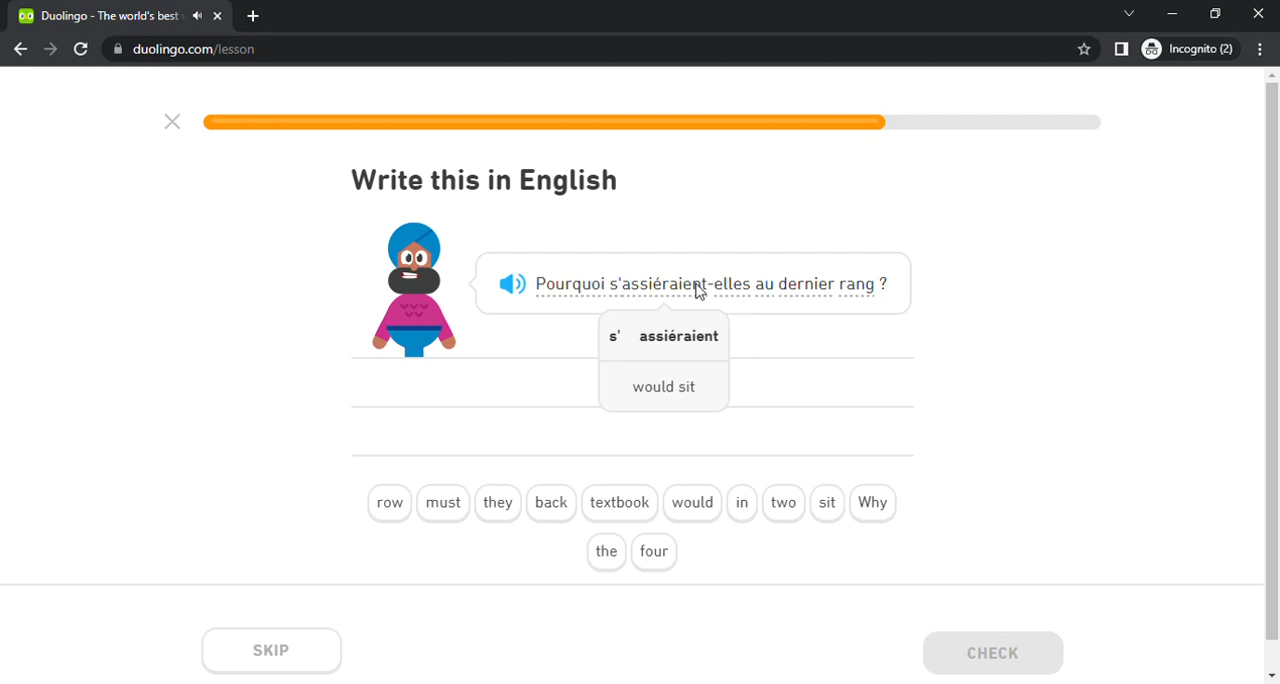 Duolingo - The world's best
duolingo.com/lesson
Incognito (2)
Write this in English
Pourquoi s'assiéraient-elles au dernier rang ?
s' assiéraient
would sit
row must they back textbook would in two sit Why
the four
SKIP
CHECK